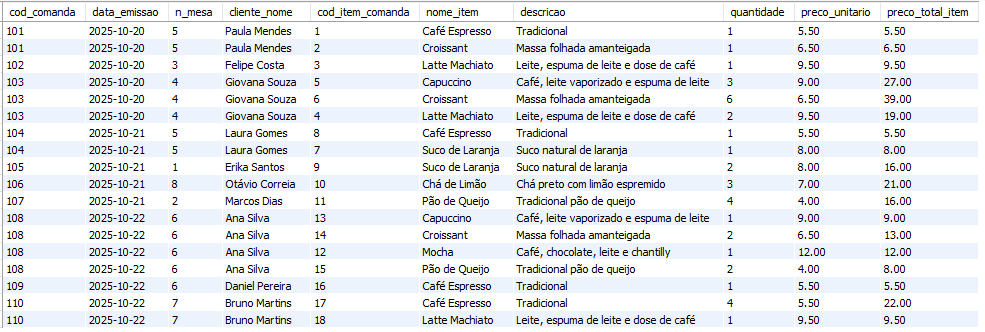 cod_comanda data_emissao n_mesa cliente_nome cod_item_comanda nome_item descricao quantidade preco_unitario preco_total_item
101 2025-10-20 5 Paula Mendes 1 Café Espresso Tradicional 1 5.50 5.50
101 2025-10-20 5 Paula Mendes 2 Croissant Massa folhada amanteigada 1 6.50 6.50
102 2025-10-20 3 Felipe Costa 3 Latte Machiato Leite, espuma de leite e dose de café 1 9.50 9.50
103 2025-10-20 4 Giovana Souza 5 Capuccino Café, leite vaporizado e espuma de leite 3 9.00 27.00
103 2025-10-20 4 Giovana Souza 6 Croissant Massa folhada amanteigada 6 6.50 39.00
103 2025-10-20 4 Giovana Souza 4 Latte Machiato Leite, espuma de leite e dose de café 2 9.50 19.00
104 2025-10-21 5 Laura Gomes 8 Café Espresso Tradicional 1 5.50 5.50
104 2025-10-21 5 Laura Gomes 7 Suco de Laranja Suco natural de laranja 1 8.00 8.00
105 2025-10-21 1 Erika Santos 9 Suco de Laranja Suco natural de laranja 2 8.00 16.00
106 2025-10-21 8 Otávio Correia 10 Chá de Limão Chá preto com limão espremido 3 7.00 21.00
107 2025-10-21 2 Marcos Dias 11 Pão de Queijo Tradicional pão de queijo 4 4.00 16.00
108 2025-10-22 6 Ana Silva 13 Capuccino Café, leite vaporizado e espuma de leite 1 9.00 9.00
108 2025-10-22 6 Ana Silva 14 Croissant Massa folhada amanteigada 2 6.50 13.00
108 2025-10-22 6 Ana Silva 12 Mocha Café, chocolate, leite e chantilly 1 12.00 12.00
108 2025-10-22 6 Ana Silva 15 Pão de Queijo Tradicional pão de queijo 2 4.00 8.00
109 2025-10-22 6 Daniel Pereira 16 Café Espresso Tradicional 1 5.50 5.50
110 2025-10-22 7 Bruno Martins 17 Café Espresso Tradicional 4 5.50 22.00
110 2025-10-22 7 Bruno Martins 18 Latte Machiato Leite, espuma de leite e dose de café 1 9.50 9.50